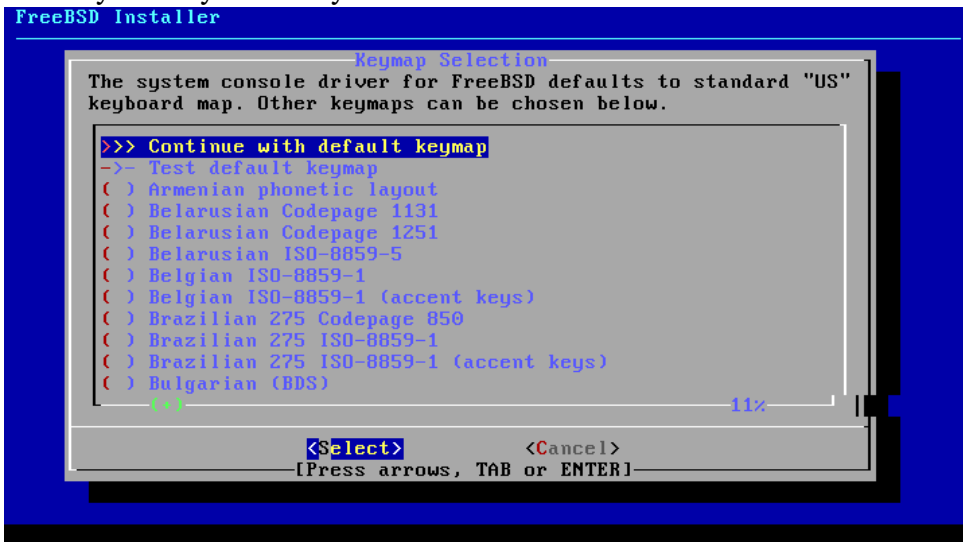 FreeBSD Installer
Keymap Selection
The system console driver for FreeBSD defaults to standard "US"
keyboard map. Other keymaps can be chosen below.
>>> Continue with default keymap
->- Test default keymap
( ) Armenian phonetic layout
( ) Belarusian Codepage 1131
( ) Belarusian Codepage 1251
( ) Belarusian ISO-8859-5
( ) Belgian ISO-8859-1
( ) Belgian ISO-8859-1 (accent keys)
( ) Brazilian 275 Codepage 850
( ) Brazilian 275 ISO-8859-1
( ) Brazilian 275 ISO-8859-1 (accent keys)
( ) Bulgarian (BDS)
(+) 11%
<Select> <Cancel>
[Press arrows, TAB or ENTER]